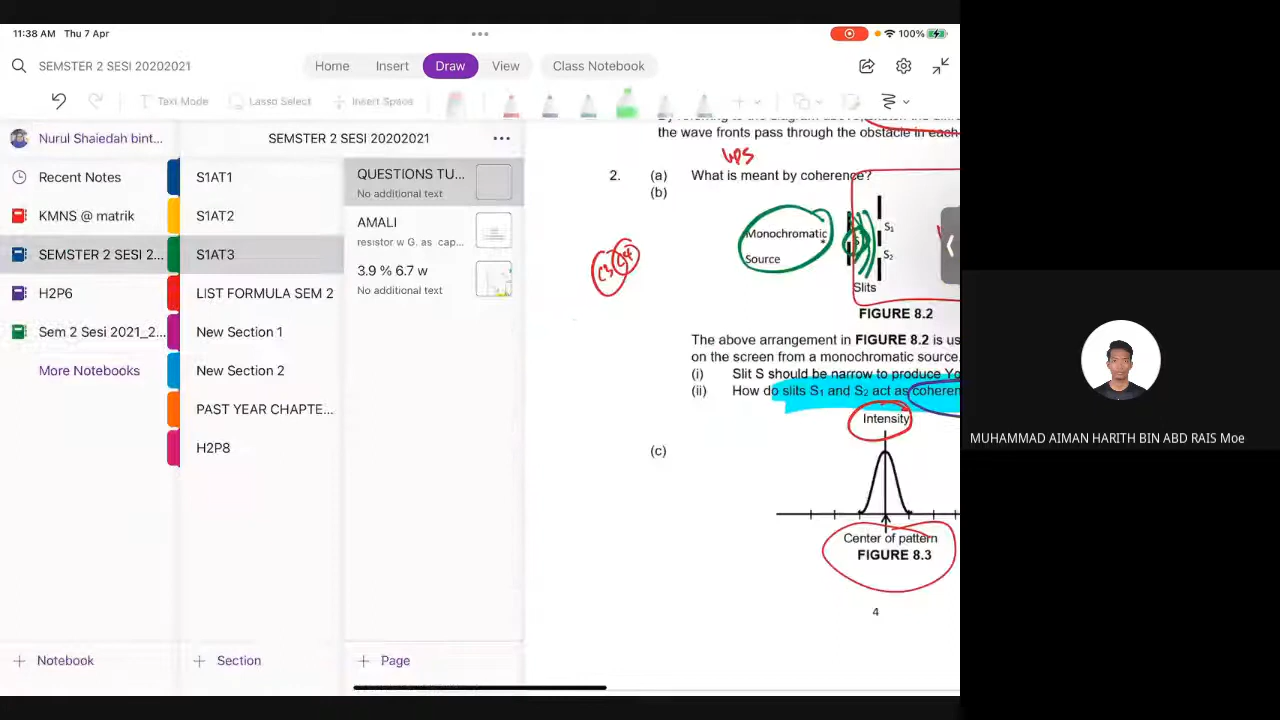 11:38 AM Thu 7 Apr
100%
SEMSTER 2 SESI 20202021
Home Insert Draw View Class Notebook
Text Mode Lasso Select Insert Space
Nurul Shaiedah bint...
Recent Notes
KMNS @ matrik
SEMSTER 2 SESI 2...
H2P6
Sem 2 Sesi 2021_2...
More Notebooks
Notebook
S1AT1
S1AT2
S1AT3
LIST FORMULA SEM 2
New Section 1
New Section 2
PAST YEAR CHAPTE...
H2P8
Section
SEMSTER 2 SESI 20202021
QUESTIONS TU...
No additional text
AMALI
resistor w G. as cap...
3.9 % 6.7 w
No additional text
Page
the wave fronts pass through the obstacle in each
2. (a) What is meant by coherence?
(b)
Monochromatic
Source
S1
S2
Slits
FIGURE 8.2
The above arrangement in FIGURE 8.2 is us
on the screen from a monochromatic source.
(i) Slit S should be narrow to produce Yo
(ii) How do slits S1 and S2 act as coheren
Intensity
(c)
Center of pattern
FIGURE 8.3
4
MUHAMMAD AIMAN HARITH BIN ABD RAIS Moe